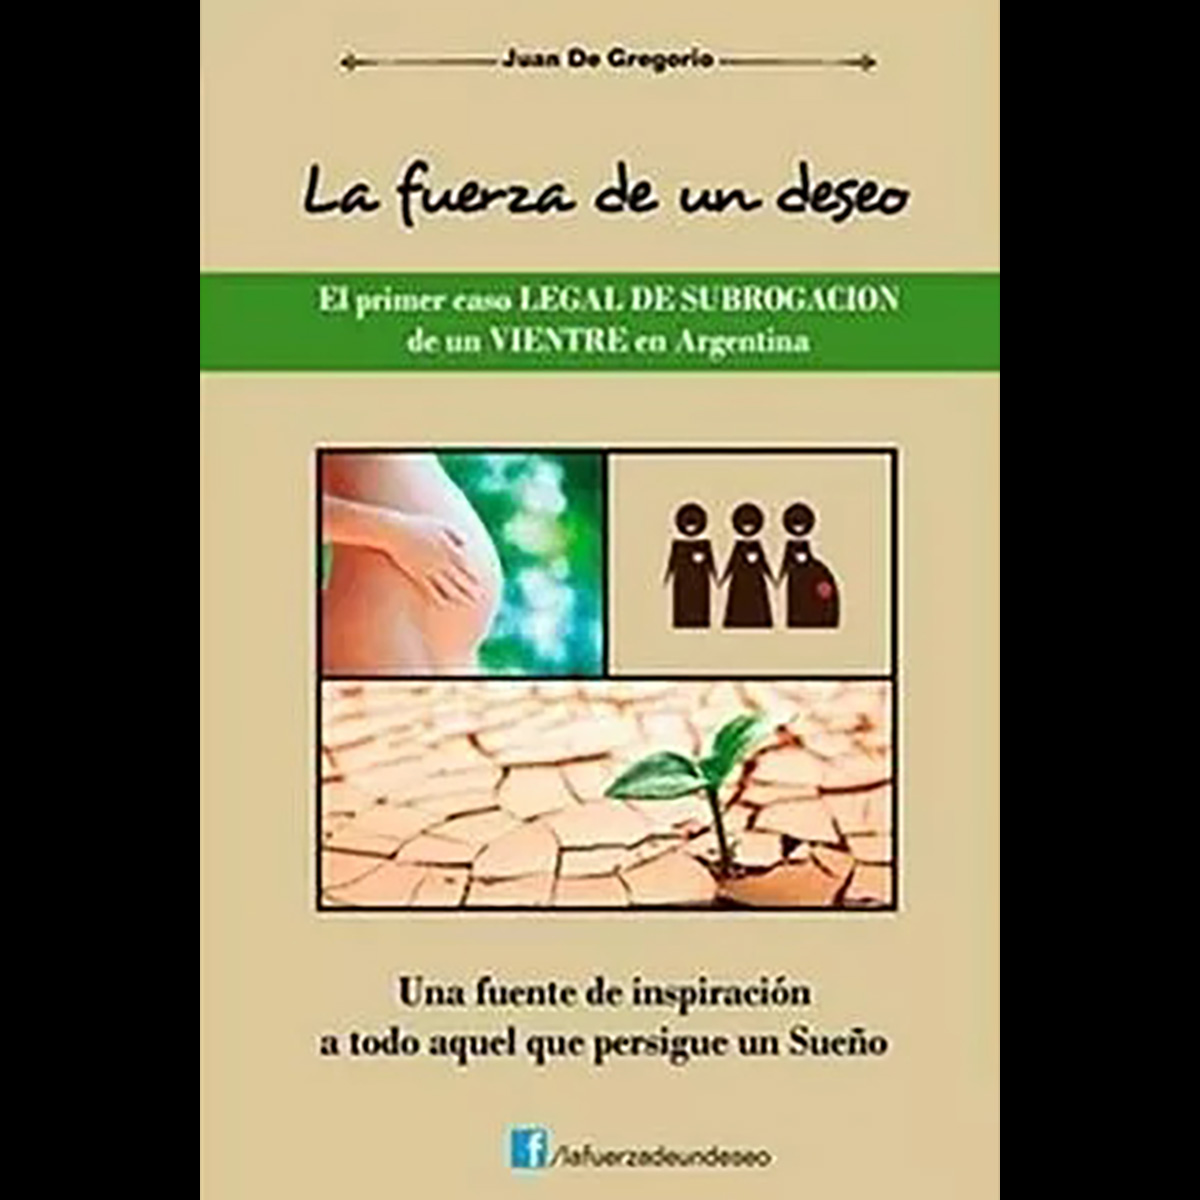 Juan De Gregorio
La fuerza de un deseo
El primer caso LEGAL DE SUBROGACION
de un VIENTRE en Argentina
Una fuente de inspiración
a todo aquel que persigue un Sueño
f/lafuerzadeundeseo